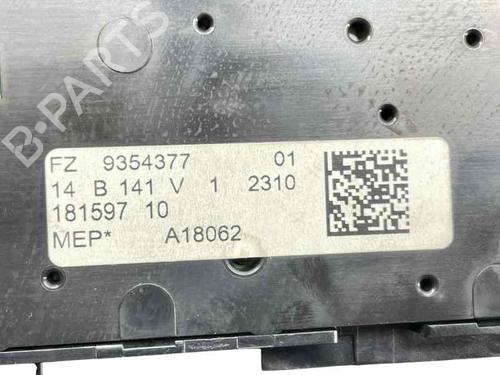 B-PARTS
FZ 9354377 01
14 B 141 V 1 2310
181597 10
MEP* A18062